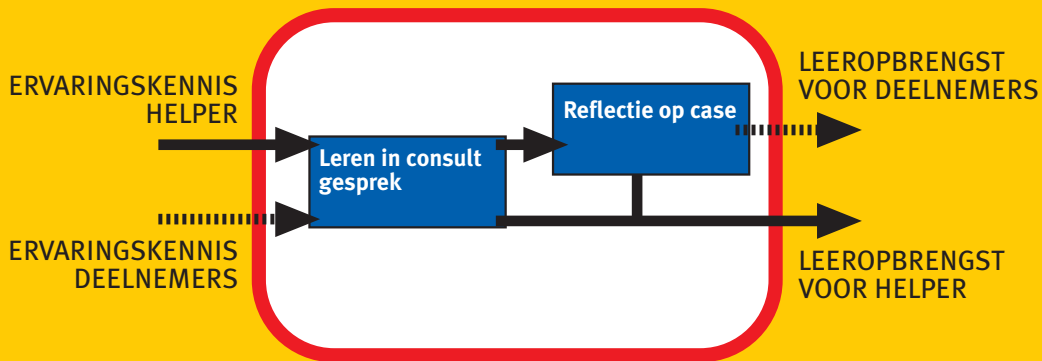 ERVARINGSKENNIS
HELPER
Leren in consult
gesprek
ERVARINGSKENNIS
DEELNEMERS
Reflectie op case
LEEROPBRENGST
VOOR DEELNEMERS
LEEROPBRENGST
VOOR HELPER